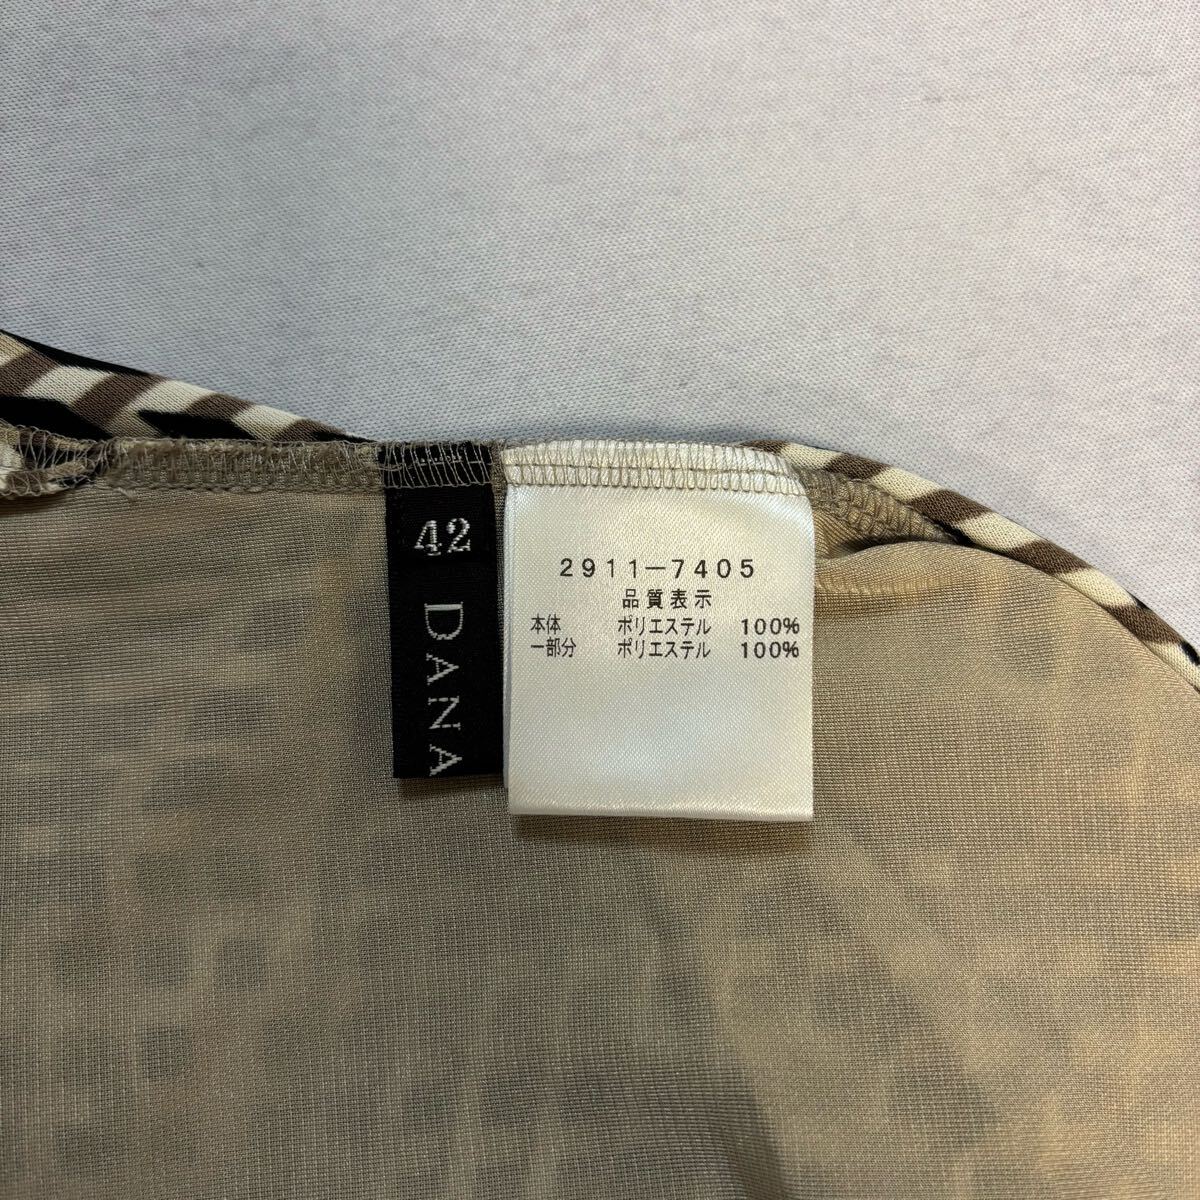 42
DANA
2911-7405
品質表示
本体 ポリエステル 100%
一部分 ポリエステル 100%